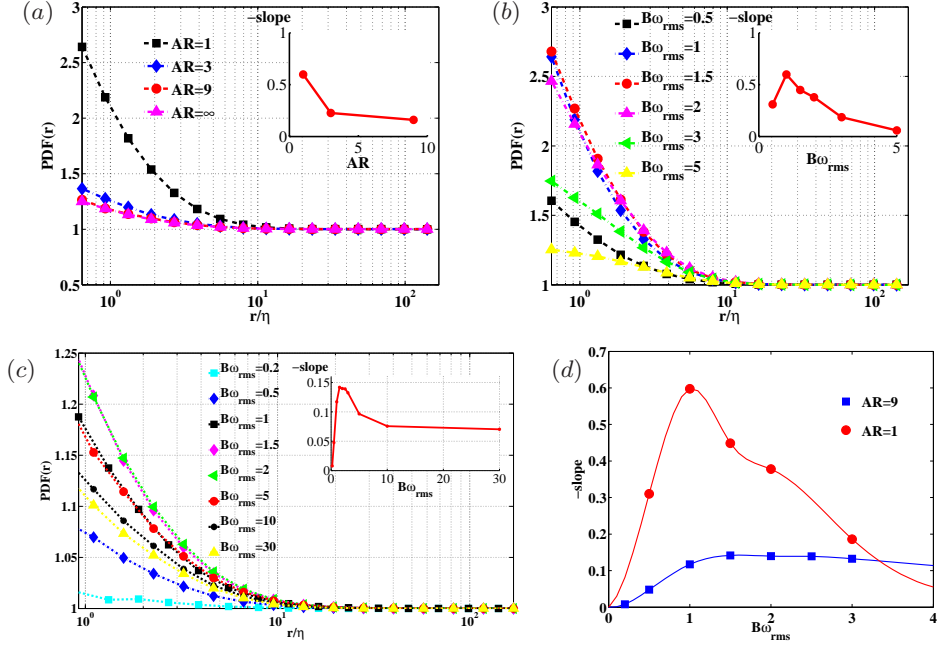 (a)
−slope
3
2.5
2
1.5
1
0.5
PDF(r)
AR=1
AR=3
AR=9
AR=∞
1
0.5
0
0
5
10
AR
10^0
10^1
10^2
r/η
(b)
−slope
3
2.5
2
1.5
1
PDF(r)
Bω_rms=0.5
Bω_rms=1
Bω_rms=1.5
Bω_rms=2
Bω_rms=3
Bω_rms=5
1
0.5
0
0
5
Bω_rms
10^0
10^1
10^2
r/η
(c)
−slope
1.25
1.2
1.15
1.1
1.05
1
PDF(r)
Bω_rms=0.2
Bω_rms=0.5
Bω_rms=1
Bω_rms=1.5
Bω_rms=2
Bω_rms=5
Bω_rms=10
Bω_rms=30
0.15
0.1
0.05
0
0
10
20
30
Bω_rms
10^0
10^1
10^2
r/η
(d)
0.7
0.6
0.5
0.4
0.3
0.2
0.1
0
−slope
AR=9
AR=1
0
1
2
3
4
Bω_rms